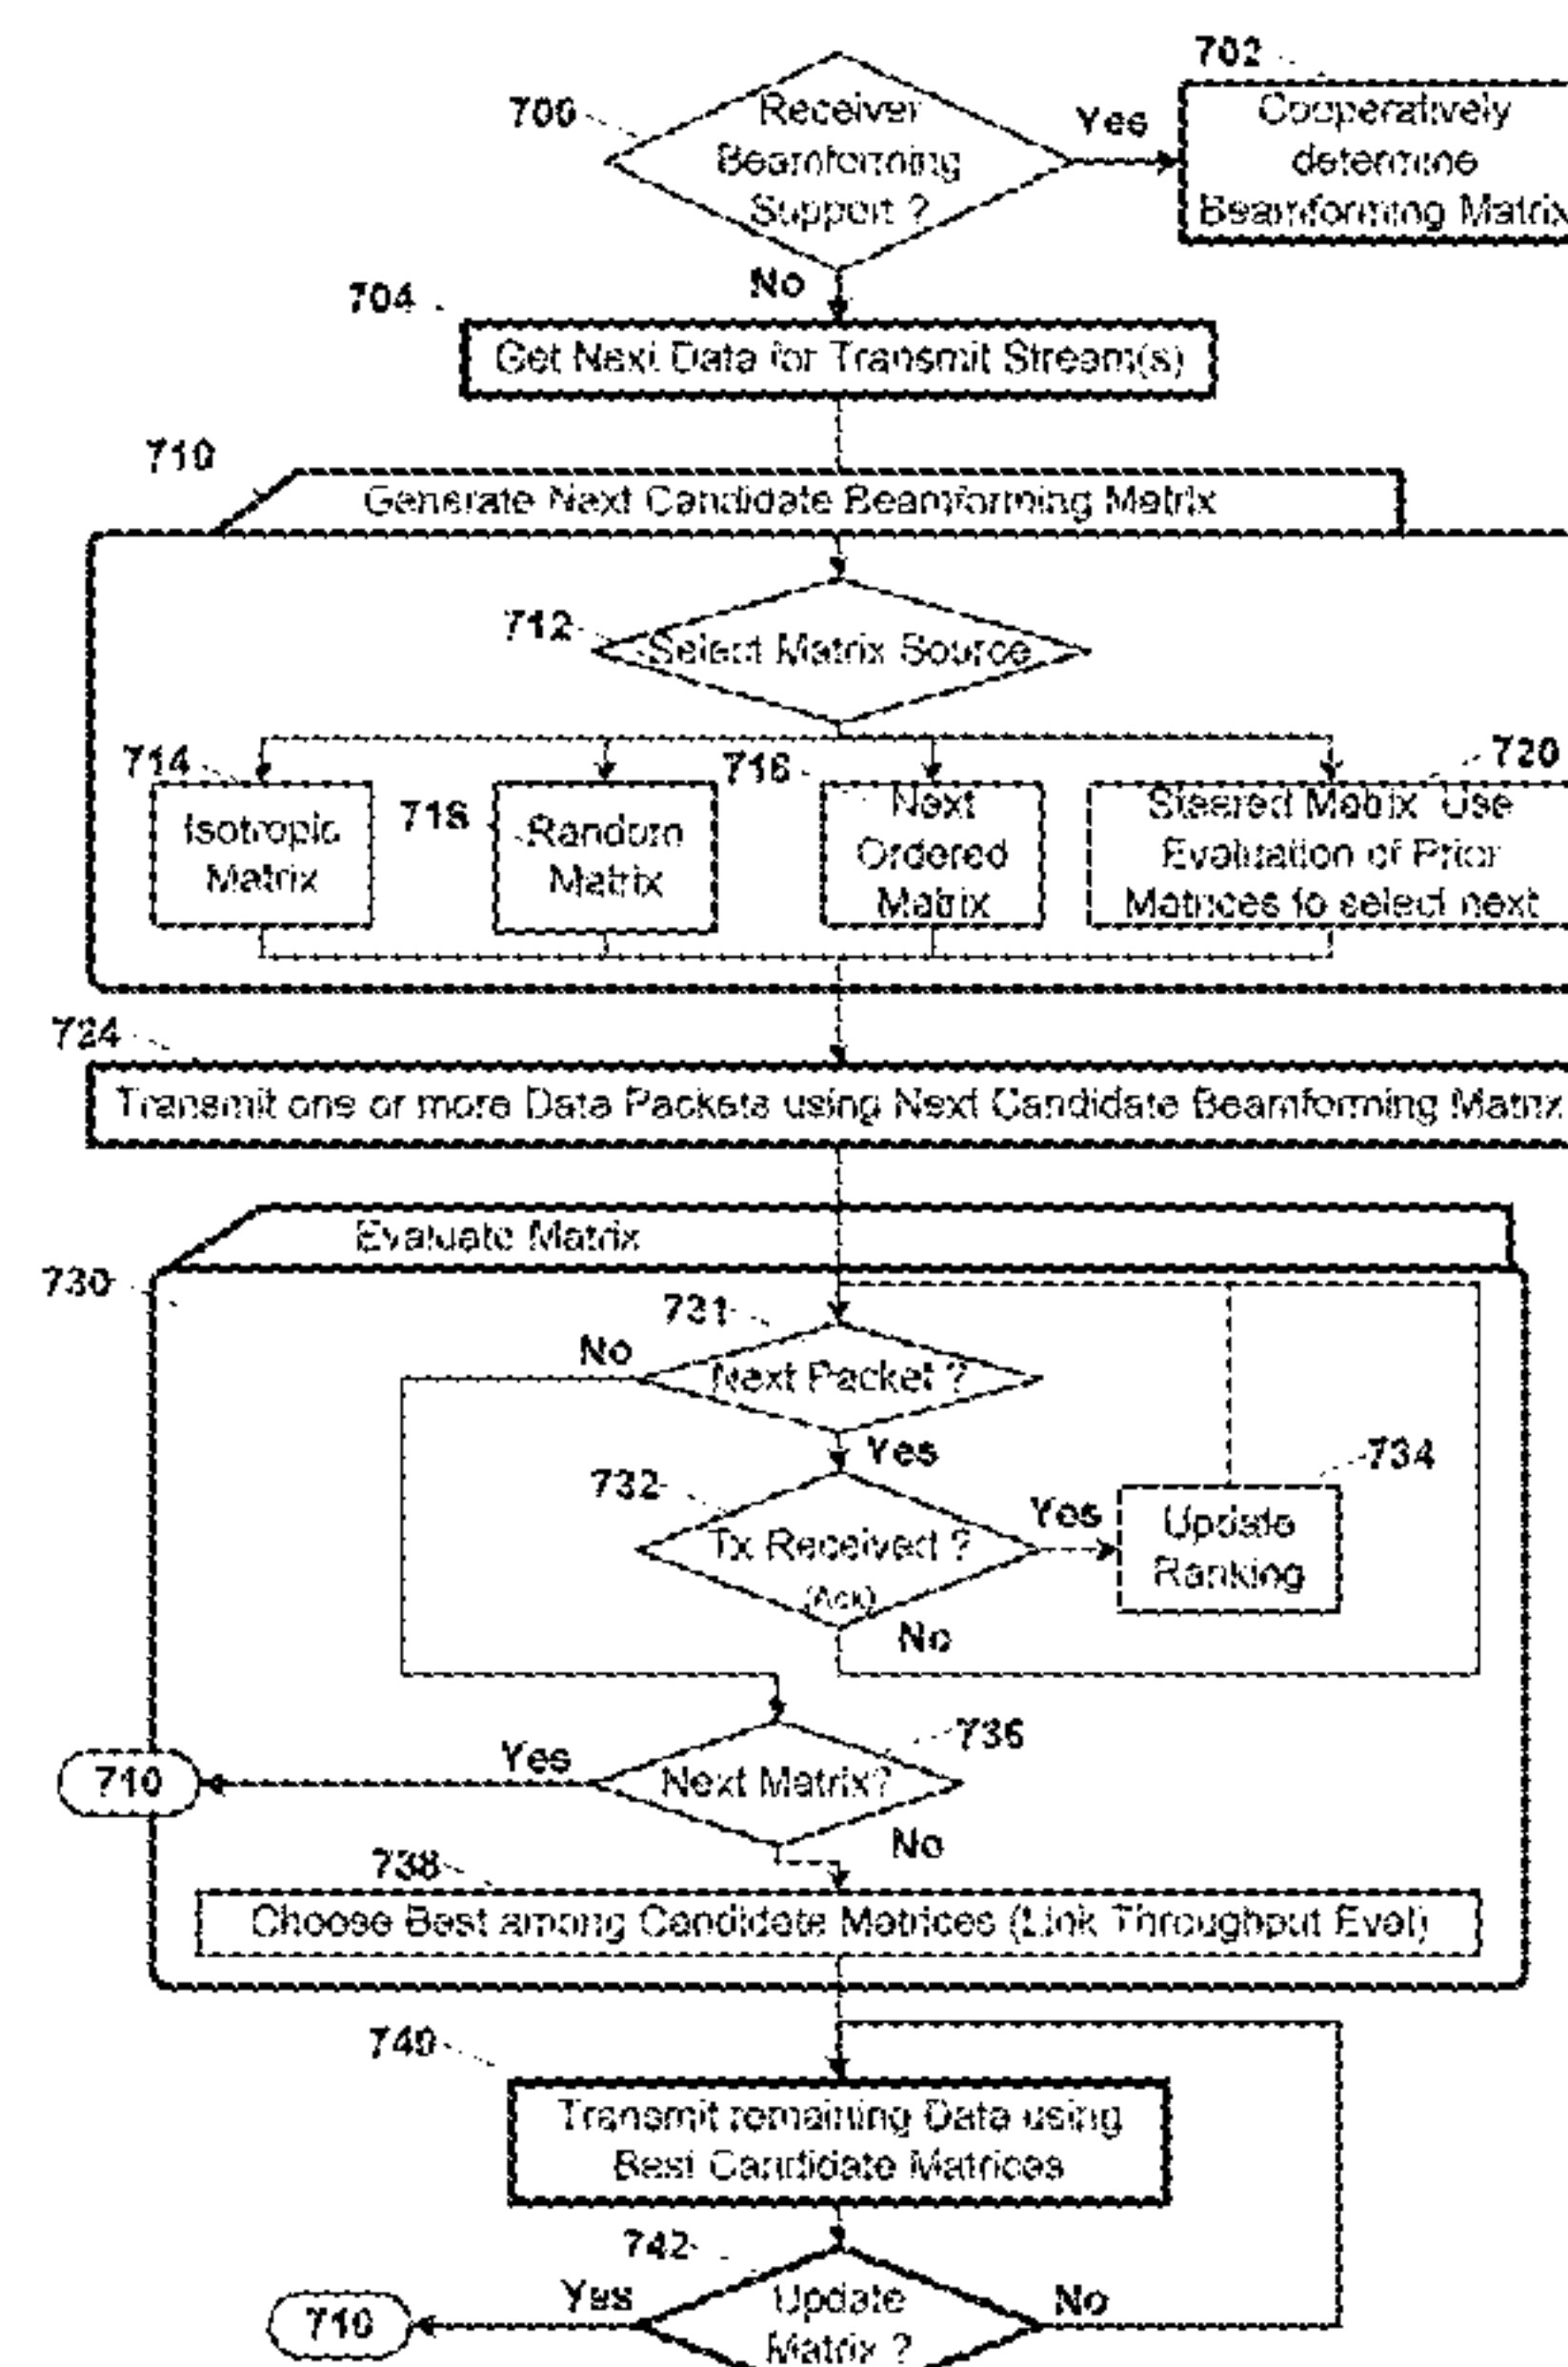 702
700
Receiver
Beamforming
Support ?
Yes
Cooperatively
determine
Beamforming Matrix
No
704
Get Next Data for Transmit Stream(s)
710
Generate Next Candidate Beamforming Matrix
712
Select Matrix Source
714
Isotropic
Matrix
718
Random
Matrix
716
Next
Ordered
Matrix
720
Steered Matrix Use
Evaluation of Prior
Matrices to select next
724
Transmit one or more Data Packets using Next Candidate Beamforming Matrix
Evaluate Matrix
730
731
No
Next Packet ?
Yes
732
Tx Received ?
(Ack)
Yes
734
Update
Ranking
No
736
Yes
Next Matrix?
710
No
738
Choose Best among Candidate Matrices (Link Throughput Eval)
740
Transmit remaining Data using
Best Candidate Matrices
742
Yes
Update
Matrix ?
No
710